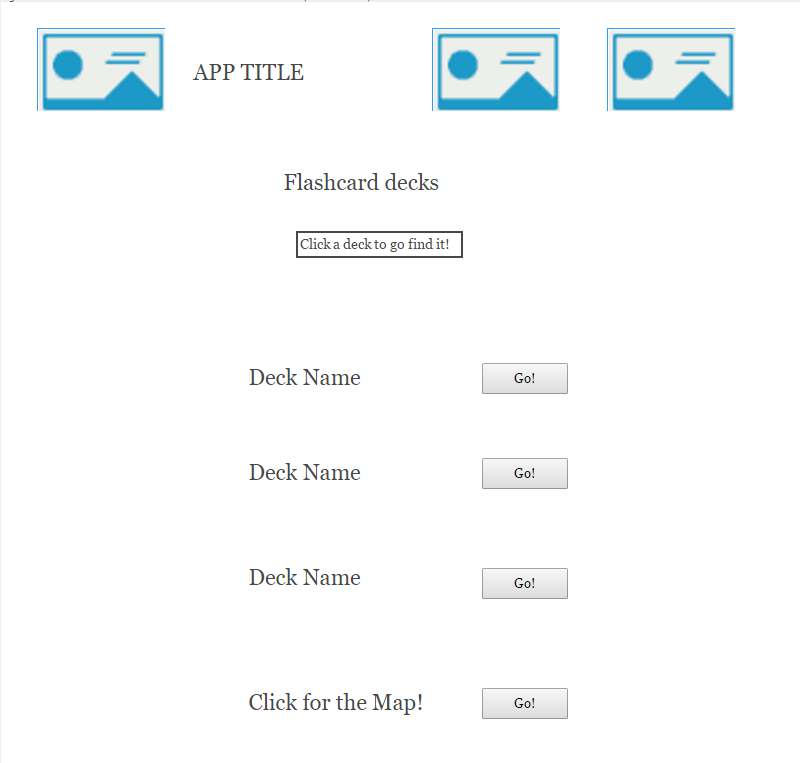 APP TITLE
Flashcard decks
Click a deck to go find it!
Deck Name
Go!
Deck Name
Go!
Deck Name
Go!
Click for the Map!
Go!